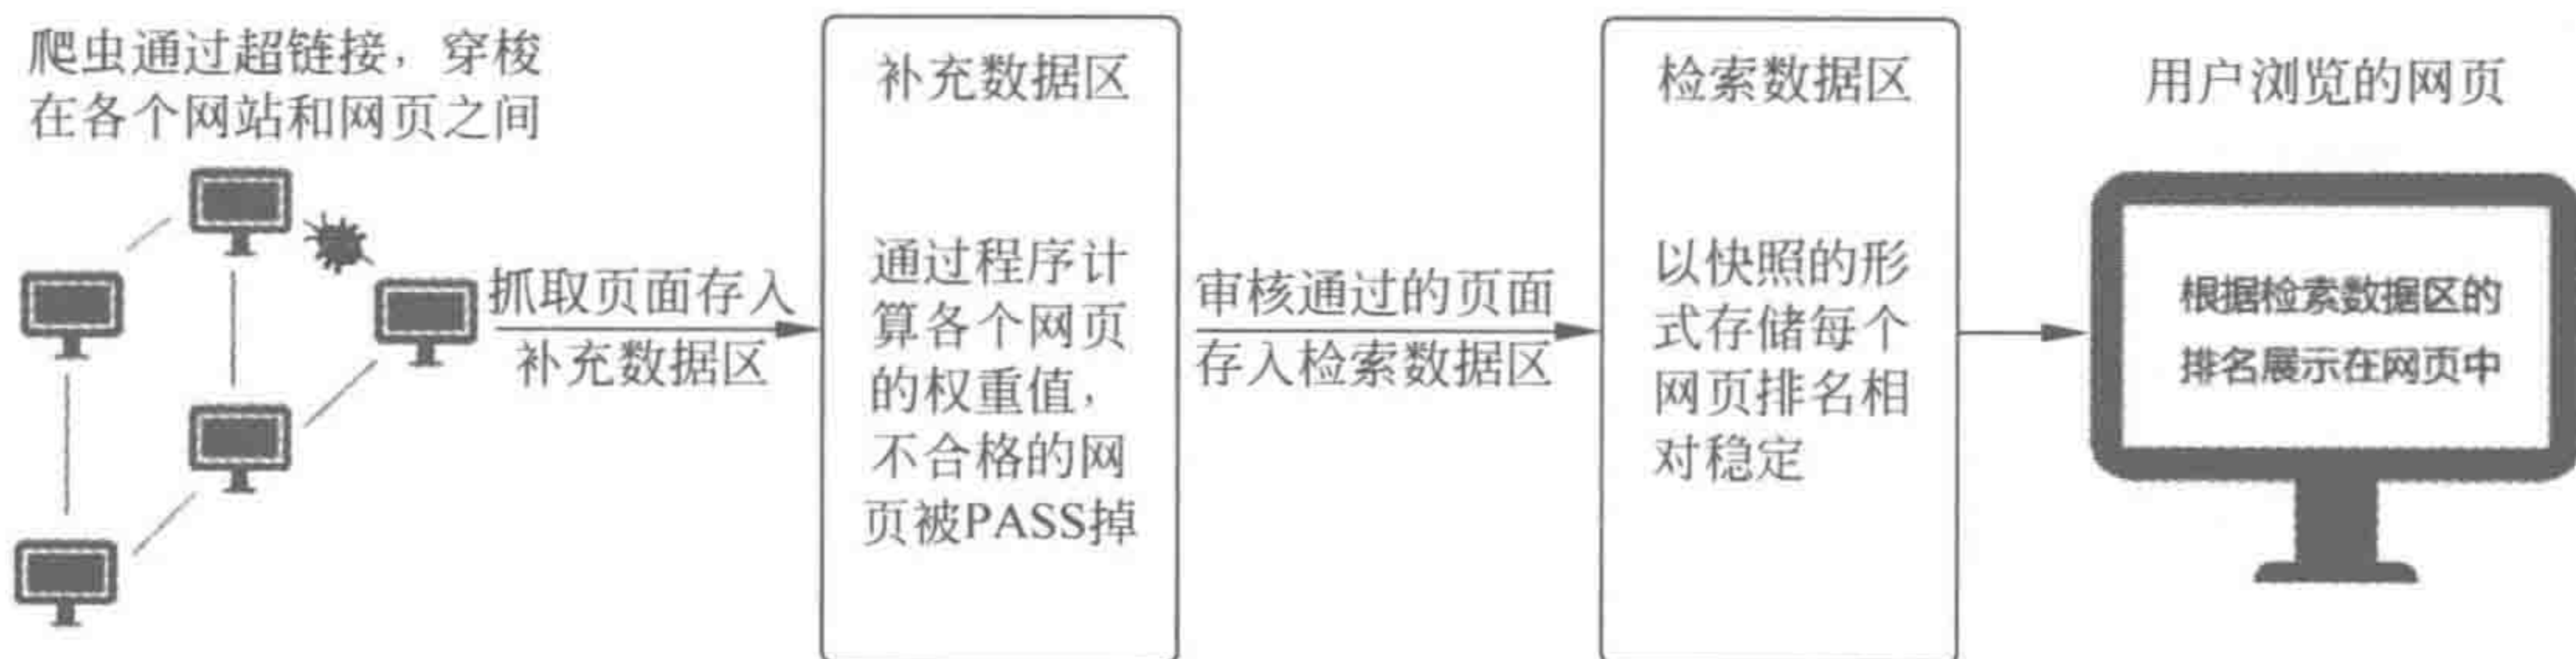 爬虫通过超链接，穿梭
在各个网站和网页之间
抓取页面存入
补充数据区
补充数据区
通过程序计
算各个网页
的权重值，
不合格的网
页被PASS掉
审核通过的页面
存入检索数据区
检索数据区
以快照的形
式存储每个
网页排名相
对稳定
用户浏览的网页
根据检索数据区的
排名展示在网页中